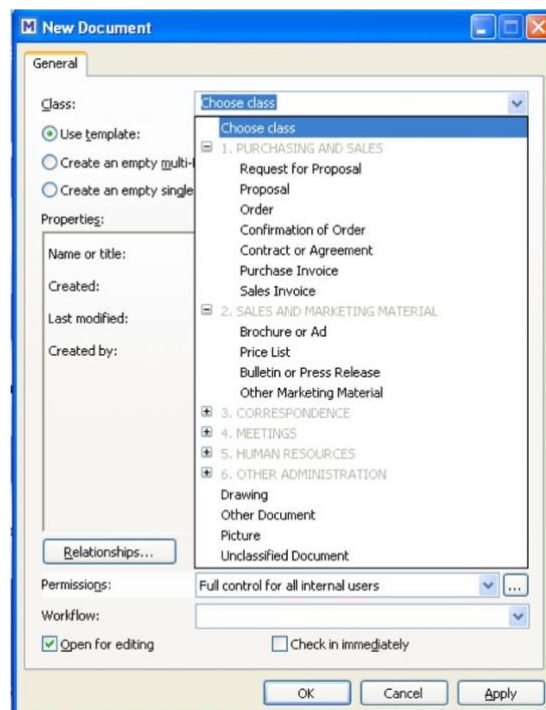 New Document
General
Class:
Choose class
Choose class
1. PURCHASING AND SALES
Request for Proposal
Proposal
Order
Confirmation of Order
Contract or Agreement
Purchase Invoice
Sales Invoice
2. SALES AND MARKETING MATERIAL
Brochure or Ad
Price List
Bulletin or Press Release
Other Marketing Material
3. CORRESPONDENCE
4. MEETINGS
5. HUMAN RESOURCES
6. OTHER ADMINISTRATION
Drawing
Other Document
Picture
Unclassified Document
Use template:
Create an empty multi-
Create an empty single
Properties:
Name or title:
Created:
Last modified:
Created by:
Relationships...
Permissions:
Full control for all internal users
...
Workflow:
Open for editing
Check in immediately
OK
Cancel
Apply